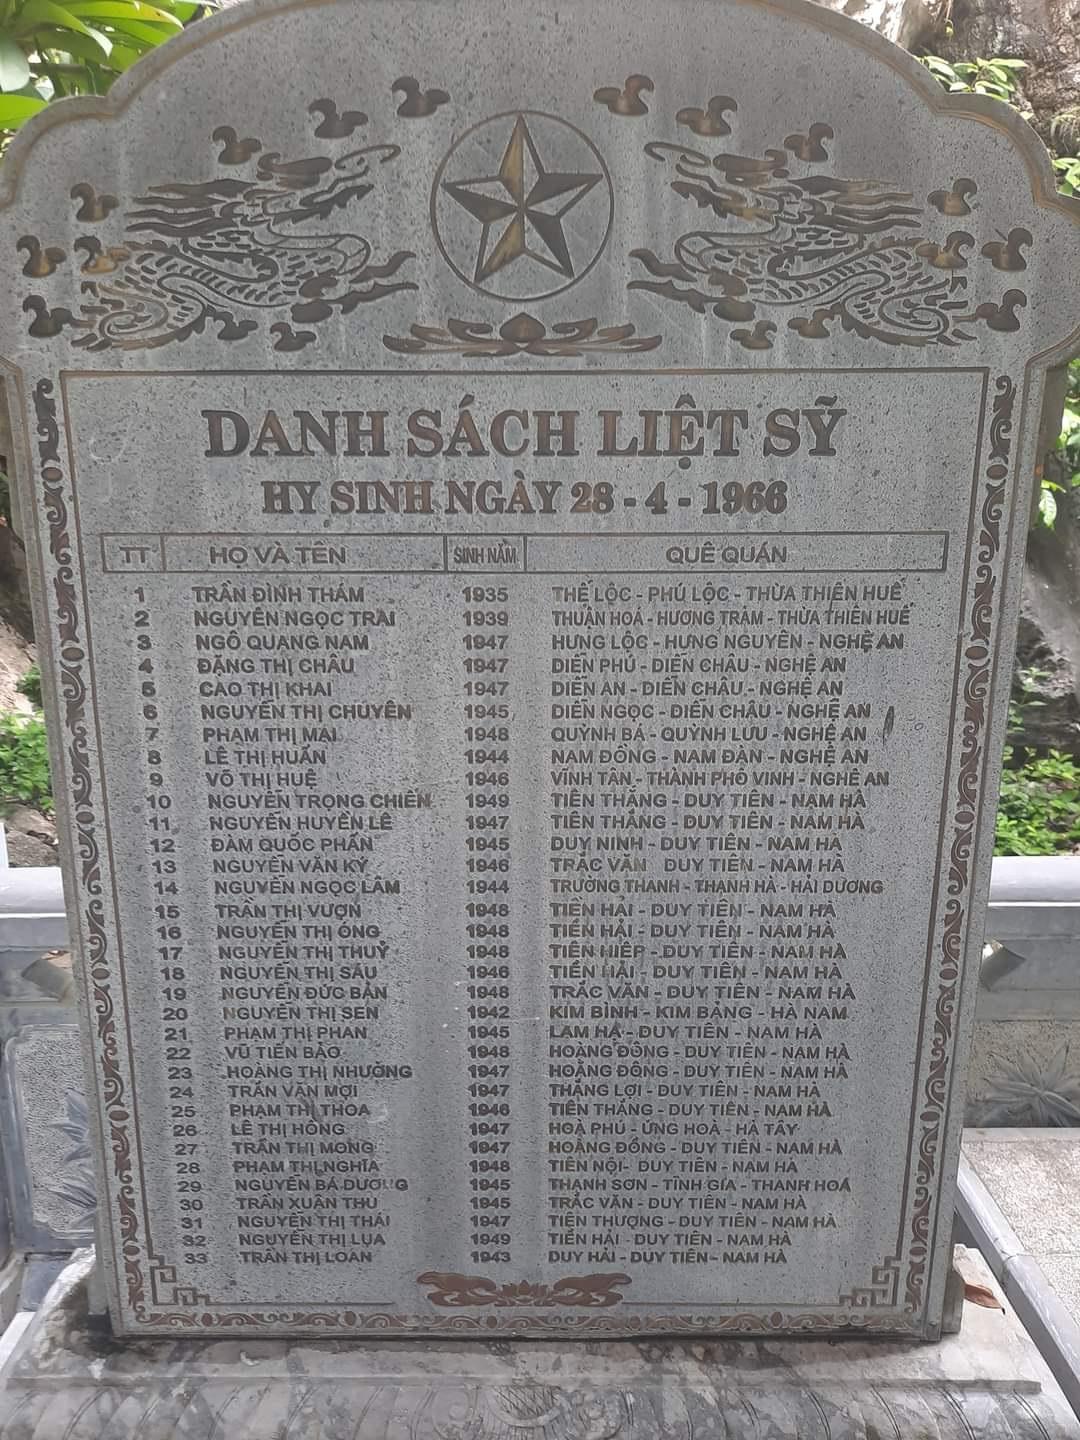 DANH SÁCH LIỆT SỸ
HY SINH NGÀY 28 - 4 - 1966
TT HỌ VÀ TÊN SINH NĂM QUÊ QUÁN
1 TRẦN ĐÌNH THÁM 1935 THẾ LỘC - PHÚ LỘC - THỪA THIÊN HUẾ
2 NGUYỄN NGỌC TRAI 1939 THUẬN HOÁ - HƯƠNG TRÀM - THỪA THIÊN HUẾ
3 NGÔ QUANG NAM 1947 HƯNG LỘC - HƯNG NGUYÊN - NGHỆ AN
4 ĐẶNG THỊ CHÂU 1947 DIỄN PHÚ - DIỄN CHÂU - NGHỆ AN
5 CAO THỊ KHAI 1947 DIỄN AN - DIỄN CHÂU - NGHỆ AN
6 NGUYỄN THỊ CHUYÊN 1945 DIỄN NGỌC - DIỄN CHÂU - NGHỆ AN
7 PHẠM THỊ MAI 1948 QUỲNH BÁ - QUỲNH LƯU - NGHỆ AN
8 LÊ THỊ HUẤN 1944 NAM ĐỒNG - NAM ĐÀN - NGHỆ AN
9 VÕ THỊ HUỆ 1946 VĨNH TÂN - THÀNH PHỐ VINH - NGHỆ AN
10 NGUYỄN TRỌNG CHIẾN 1949 TIÊN THẮNG - DUY TIÊN - NAM HÀ
11 NGUYỄN HUYỀN LÊ 1947 TIÊN THẮNG - DUY TIÊN - NAM HÀ
12 ĐÀM QUỐC PHẤN 1945 DUY NINH - DUY TIÊN - NAM HÀ
13 NGUYỄN VĂN KÝ 1946 TRẮC VĂN DUY TIÊN - NAM HÀ
14 NGUYỄN NGỌC LÂM 1944 TRƯỜNG THANH - THANH HÀ - HẢI DƯƠNG
15 TRẦN THỊ VƯỢN 1948 TIÊN HẢI - DUY TIÊN - NAM HÀ
16 NGUYỄN THỊ ÓNG 1948 TIÊN HẢI - DUY TIÊN - NAM HÀ
17 NGUYỄN THỊ THUỶ 1948 TIÊN HIỆP - DUY TIÊN - NAM HÀ
18 NGUYỄN THỊ SÁU 1946 TIÊN HẢI - DUY TIÊN - NAM HÀ
19 NGUYỄN ĐỨC BẢN 1948 TRẮC VĂN - DUY TIÊN - NAM HÀ
20 NGUYỄN THỊ SEN 1942 KIM BÌNH - KIM BẢNG - HÀ NAM
21 PHẠM THỊ PHAN 1945 LAM HẠ - DUY TIÊN - NAM HÀ
22 VŨ TIẾN BẢO 1948 HOÀNG ĐÔNG - DUY TIÊN - NAM HÀ
23 HOÀNG THỊ NHƯỜNG 1947 HOÀNG ĐÔNG - DUY TIÊN - NAM HÀ
24 TRẦN VĂN MỢI 1947 THẮNG LỢI - DUY TIÊN - NAM HÀ
25 PHẠM THỊ THOA 1946 TIÊN THẮNG - DUY TIÊN - NAM HÀ
26 LÊ THỊ HỒNG 1947 HOÀ PHÚ - ỨNG HOÀ - HÀ TÂY
27 TRẦN THỊ MONG 1947 HOÀNG ĐÔNG - DUY TIÊN - NAM HÀ
28 PHẠM THỊ NGHĨA 1948 TIÊN NỘI - DUY TIÊN - NAM HÀ
29 NGUYỄN BÁ DƯƠNG 1945 THANH SƠN - TĨNH GIA - THANH HOÁ
30 TRẦN XUÂN THU 1945 TRẮC VĂN - DUY TIÊN - NAM HÀ
31 NGUYỄN THỊ THÁI 1947 TIÊN THƯỢNG - DUY TIÊN - NAM HÀ
32 NGUYỄN THỊ LỤA 1949 TIÊN HẢI - DUY TIÊN - NAM HÀ
33 TRẦN THỊ LOAN 1943 DUY HẢI - DUY TIÊN - NAM HÀ